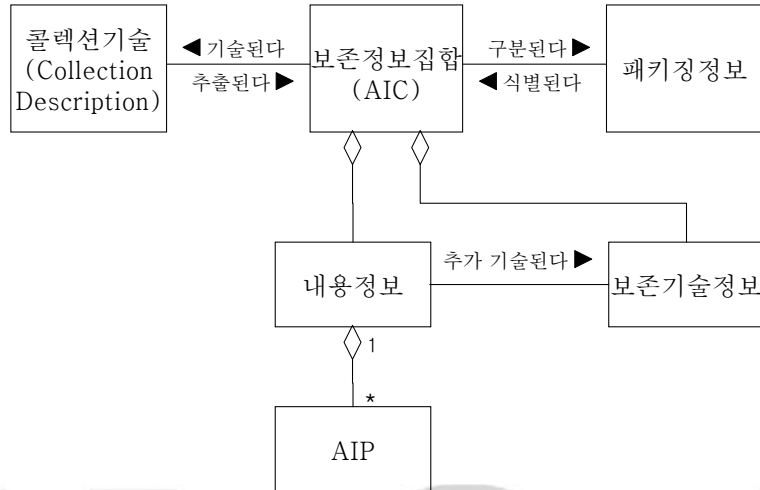 콜렉션기술
(Collection
Description)
◀ 기술된다
추출된다 ▶
보존정보집합
(AIC)
구분된다 ▶
◀ 식별된다
패키징정보
내용정보
추가 기술된다 ▶
보존기술정보
1
*
AIP